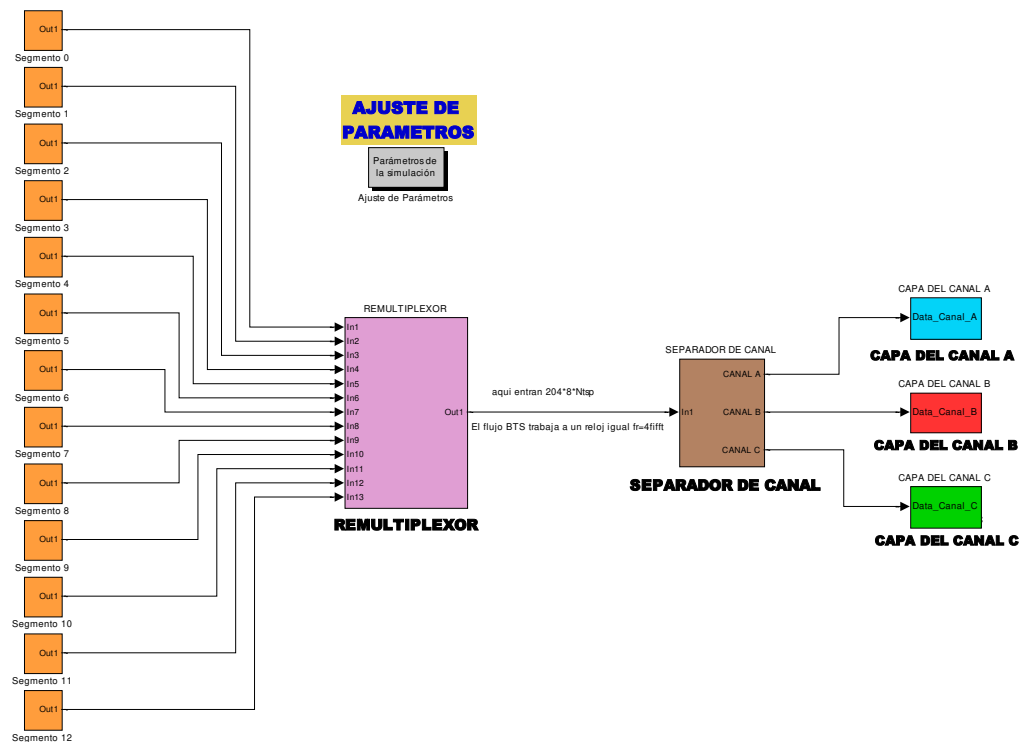 Out1
Segmento 0
Out1
Segmento 1
Out1
Segmento 2
Out1
Segmento 3
Out1
Segmento 4
Out1
Segmento 5
Out1
Segmento 6
Out1
Segmento 7
Out1
Segmento 8
Out1
Segmento 9
Out1
Segmento 10
Out1
Segmento 11
Out1
Segmento 12
AJUSTE DE
PARAMETROS
Parámetros de
la simulación
Ajuste de Parámetros
REMULTIPLEXOR
In1
In2
In3
In4
In5
In6
In7
In8
In9
In10
In11
In12
In13
Out1
REMULTIPLEXOR
aqui entran 204*8*Ntsp
El flujo BTS trabaja a un reloj igual fr=4fifft
SEPARADOR DE CANAL
In1
CANAL A
CANAL B
CANAL C
SEPARADOR DE CANAL
CAPA DEL CANAL A
Data_Canal_A
CAPA DEL CANAL A
CAPA DEL CANAL B
Data_Canal_B
CAPA DEL CANAL B
CAPA DEL CANAL C
Data_Canal_C
CAPA DEL CANAL C